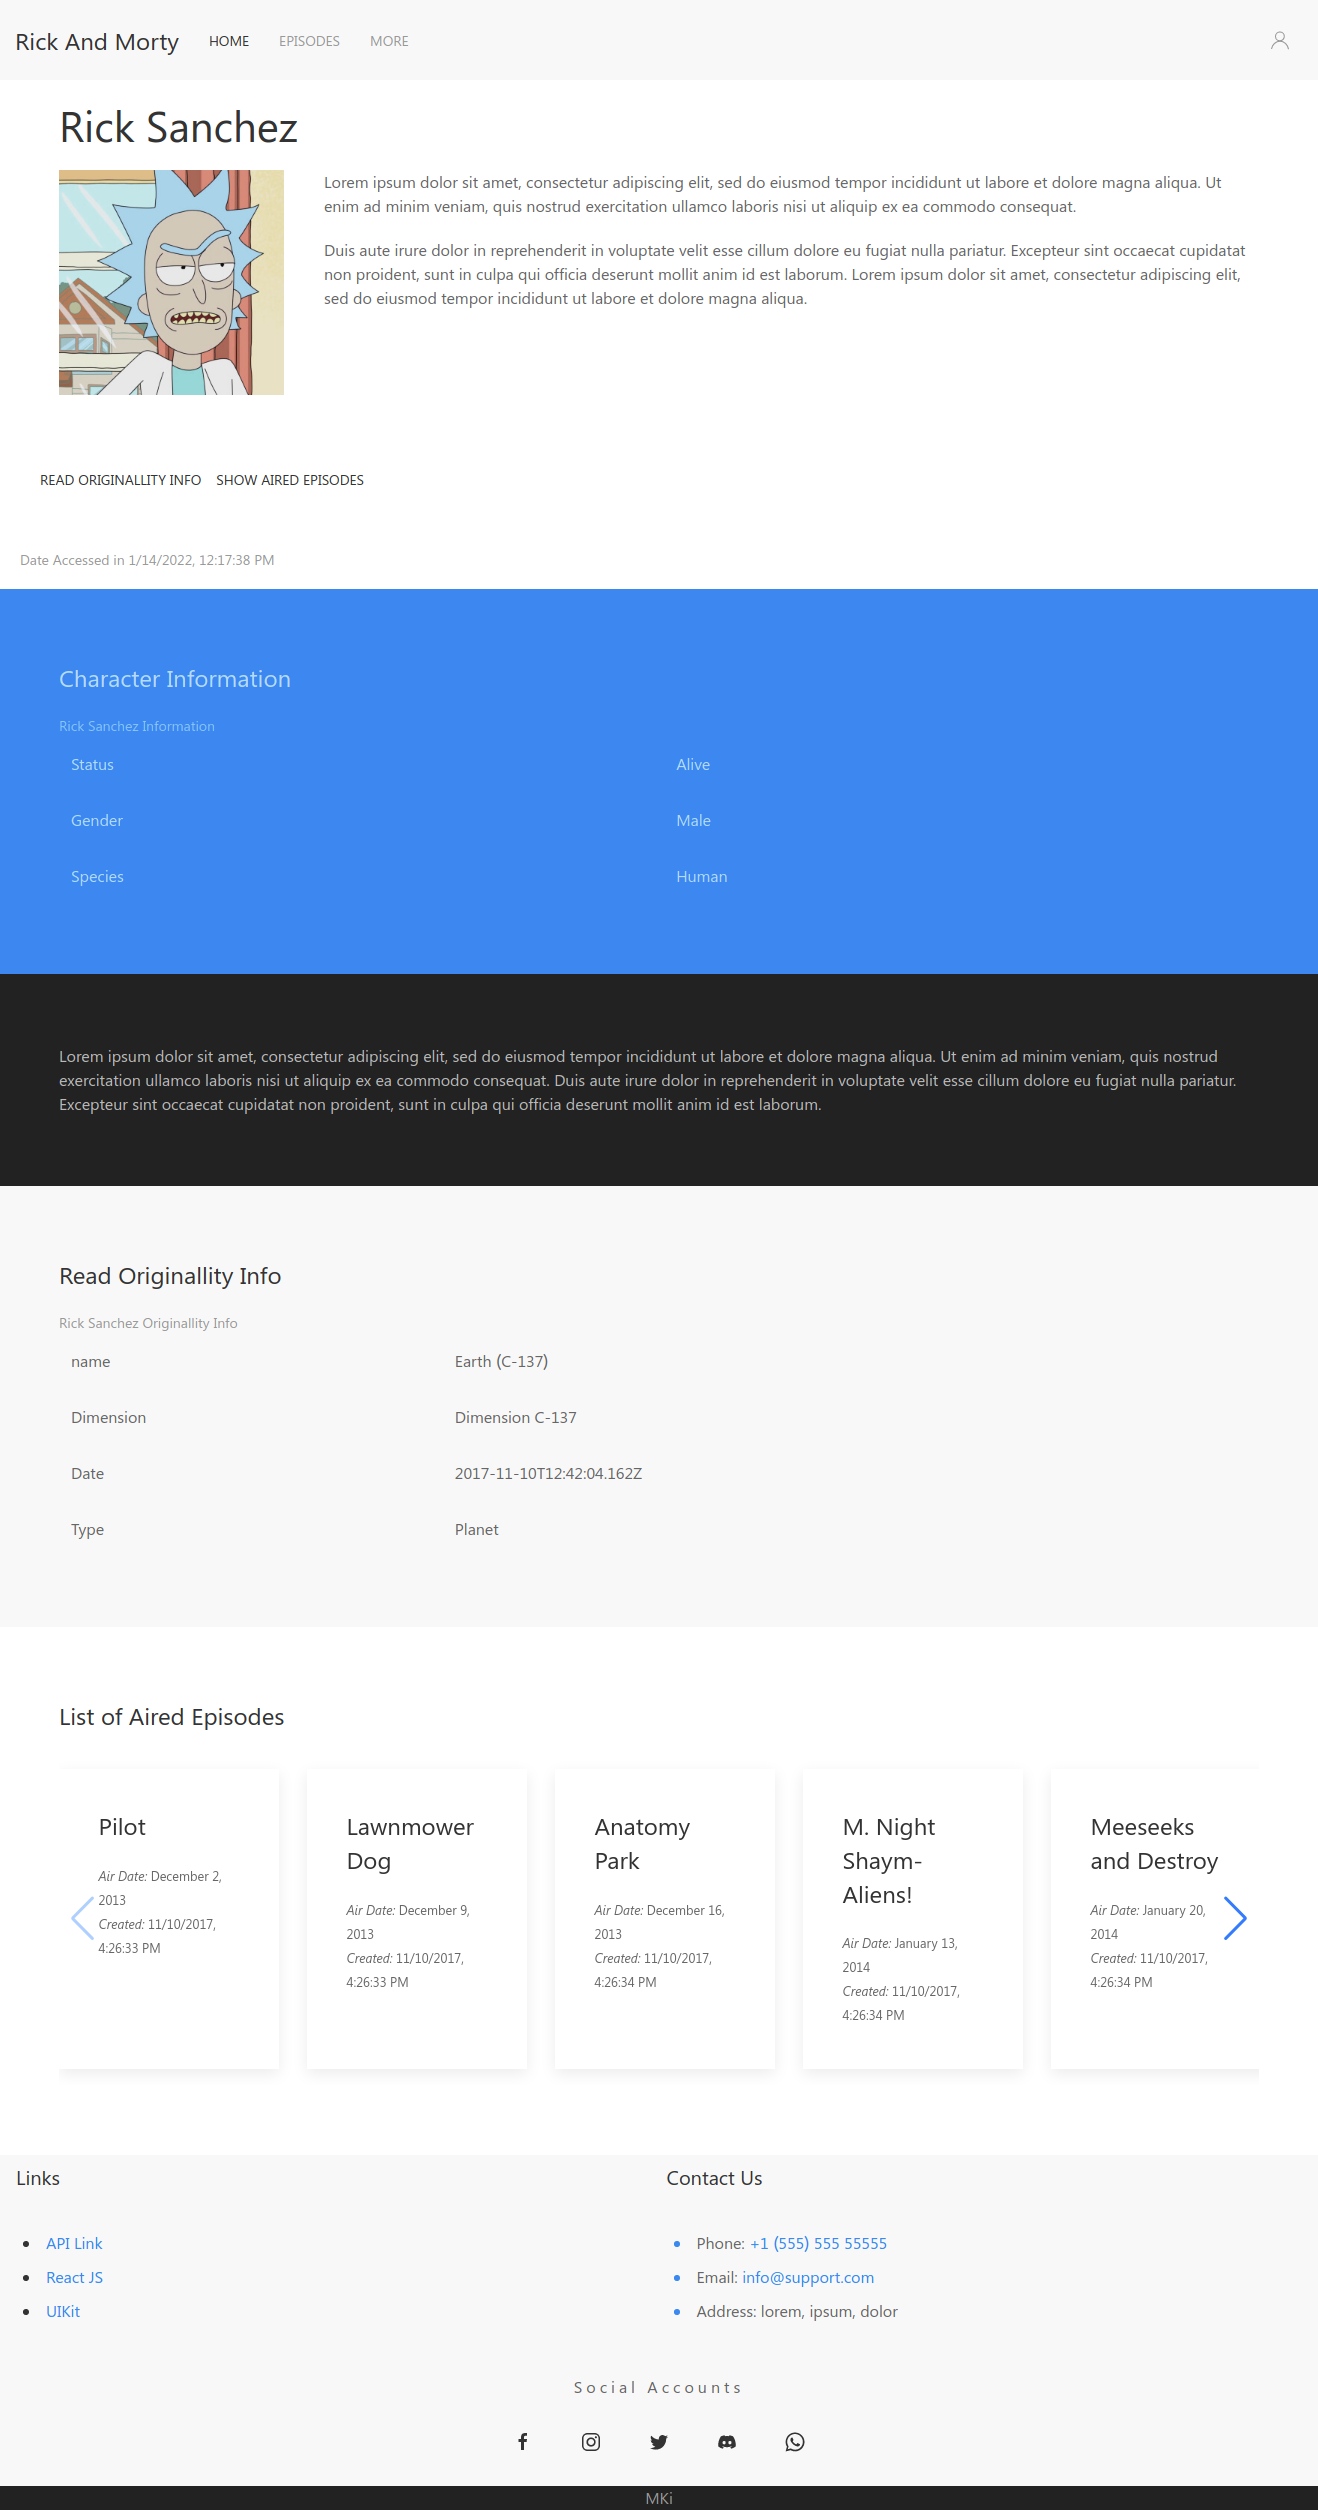 Rick And Morty HOME EPISODES MORE
Rick Sanchez
Lorem ipsum dolor sit amet, consectetur adipiscing elit, sed do eiusmod tempor incididunt ut labore et dolore magna aliqua. Ut
enim ad minim veniam, quis nostrud exercitation ullamco laboris nisi ut aliquip ex ea commodo consequat.
Duis aute irure dolor in reprehenderit in voluptate velit esse cillum dolore eu fugiat nulla pariatur. Excepteur sint occaecat cupidatat
non proident, sunt in culpa qui officia deserunt mollit anim id est laborum. Lorem ipsum dolor sit amet, consectetur adipiscing elit,
sed do eiusmod tempor incididunt ut labore et dolore magna aliqua.
READ ORIGINALLITY INFO SHOW AIRED EPISODES
Date Accessed in 1/14/2022, 12:17:38 PM
Character Information
Rick Sanchez Information
Status Alive
Gender Male
Species Human
Lorem ipsum dolor sit amet, consectetur adipiscing elit, sed do eiusmod tempor incididunt ut labore et dolore magna aliqua. Ut enim ad minim veniam, quis nostrud
exercitation ullamco laboris nisi ut aliquip ex ea commodo consequat. Duis aute irure dolor in reprehenderit in voluptate velit esse cillum dolore eu fugiat nulla pariatur.
Excepteur sint occaecat cupidatat non proident, sunt in culpa qui officia deserunt mollit anim id est laborum.
Read Originallity Info
Rick Sanchez Originallity Info
name Earth (C-137)
Dimension Dimension C-137
Date 2017-11-10T12:42:04.162Z
Type Planet
List of Aired Episodes
Pilot
Air Date: December 2,
2013
Created: 11/10/2017,
4:26:33 PM
Lawnmower
Dog
Air Date: December 9,
2013
Created: 11/10/2017,
4:26:33 PM
Anatomy
Park
Air Date: December 16,
2013
Created: 11/10/2017,
4:26:34 PM
M. Night
Shaym-
Aliens!
Air Date: January 13,
2014
Created: 11/10/2017,
4:26:34 PM
Meeseeks
and Destroy
Air Date: January 20,
2014
Created: 11/10/2017,
4:26:34 PM
Links
API Link
React JS
UIKit
Contact Us
Phone: +1 (555) 555 55555
Email: info@support.com
Address: lorem, ipsum, dolor
Social Accounts
MKi